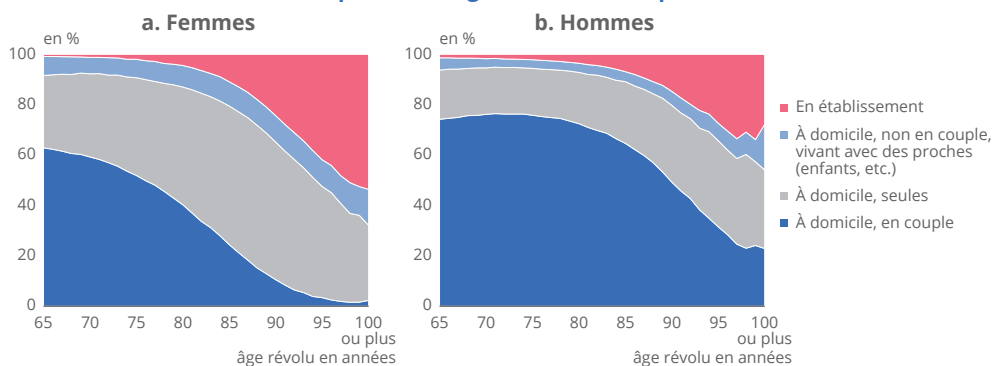 a. Femmes
en %
100
80
60
40
20
0
65 70 75 80 85 90 95 100
ou plus
âge révolu en années
b. Hommes
en %
100
80
60
40
20
0
65 70 75 80 85 90 95 100
ou plus
âge révolu en années
En établissement
À domicile, non en couple,
vivant avec des proches
(enfants, etc.)
À domicile, seules
À domicile, en couple